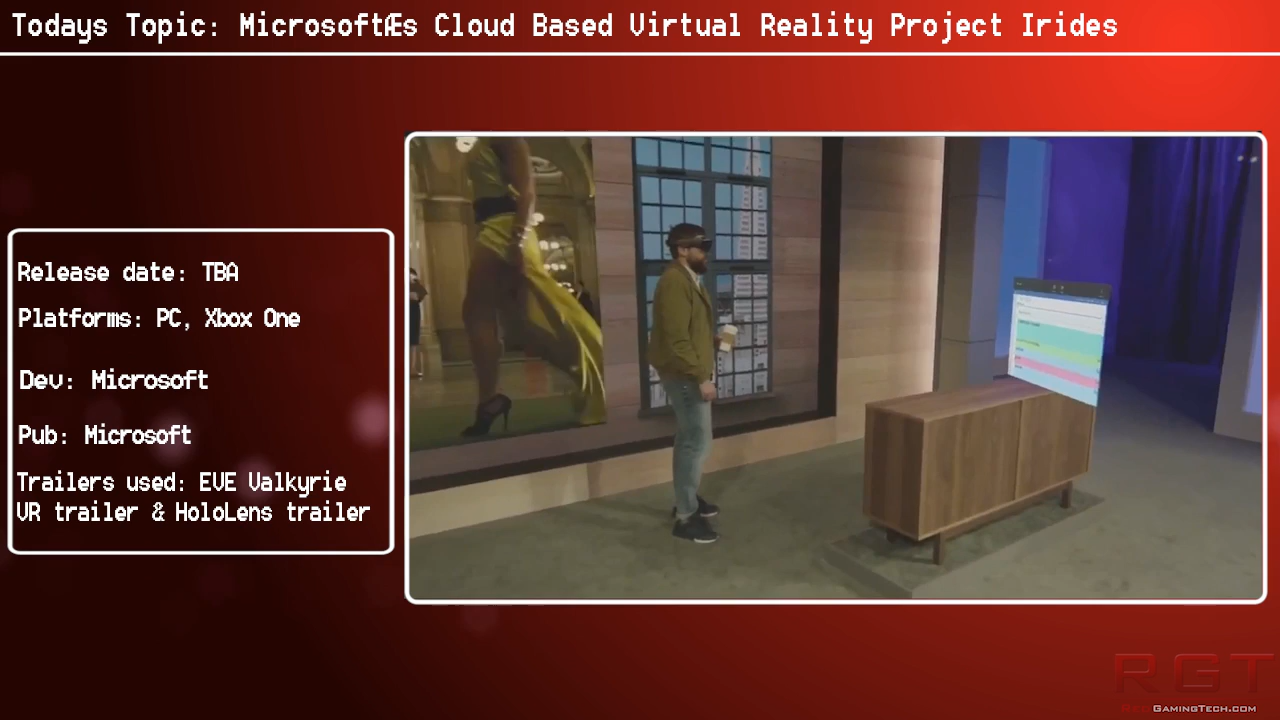 Todays Topic: MicrosoftÆs Cloud Based Virtual Reality Project Irides
Release date: TBA
Platforms: PC, Xbox One
Dev: Microsoft
Pub: Microsoft
Trailers used: EVE Valkyrie
VR trailer & HoloLens trailer
RGT
RedGamingTech.com